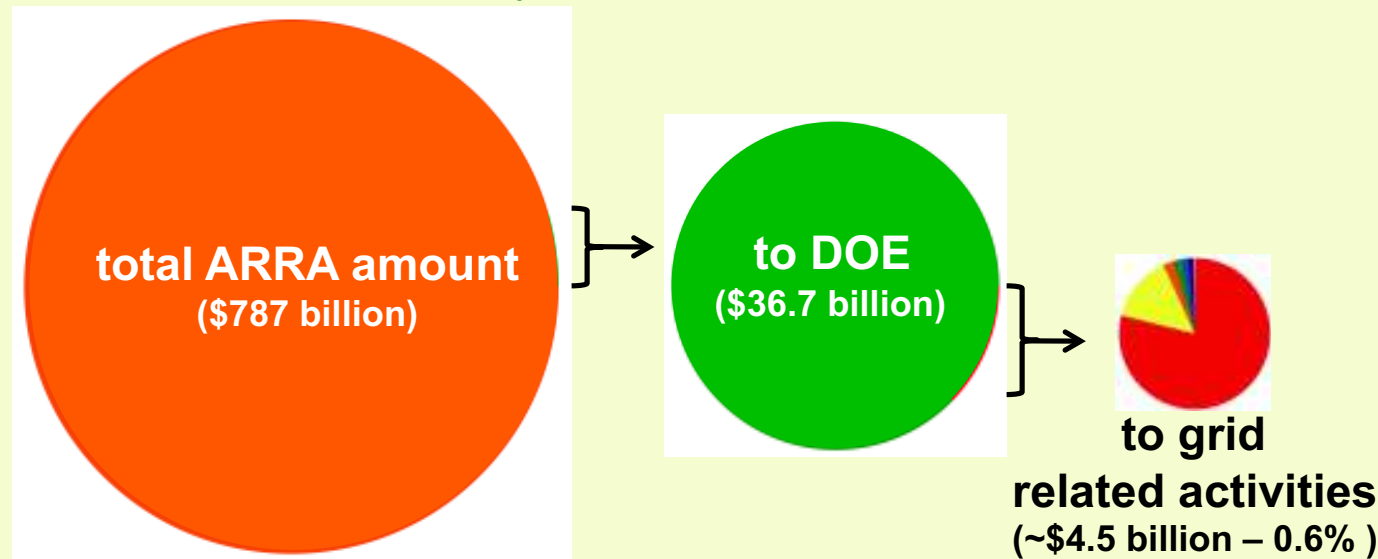 total ARRA amount
($787 billion)
to DOE
($36.7 billion)
to grid
related activities
(~$4.5 billion – 0.6% )